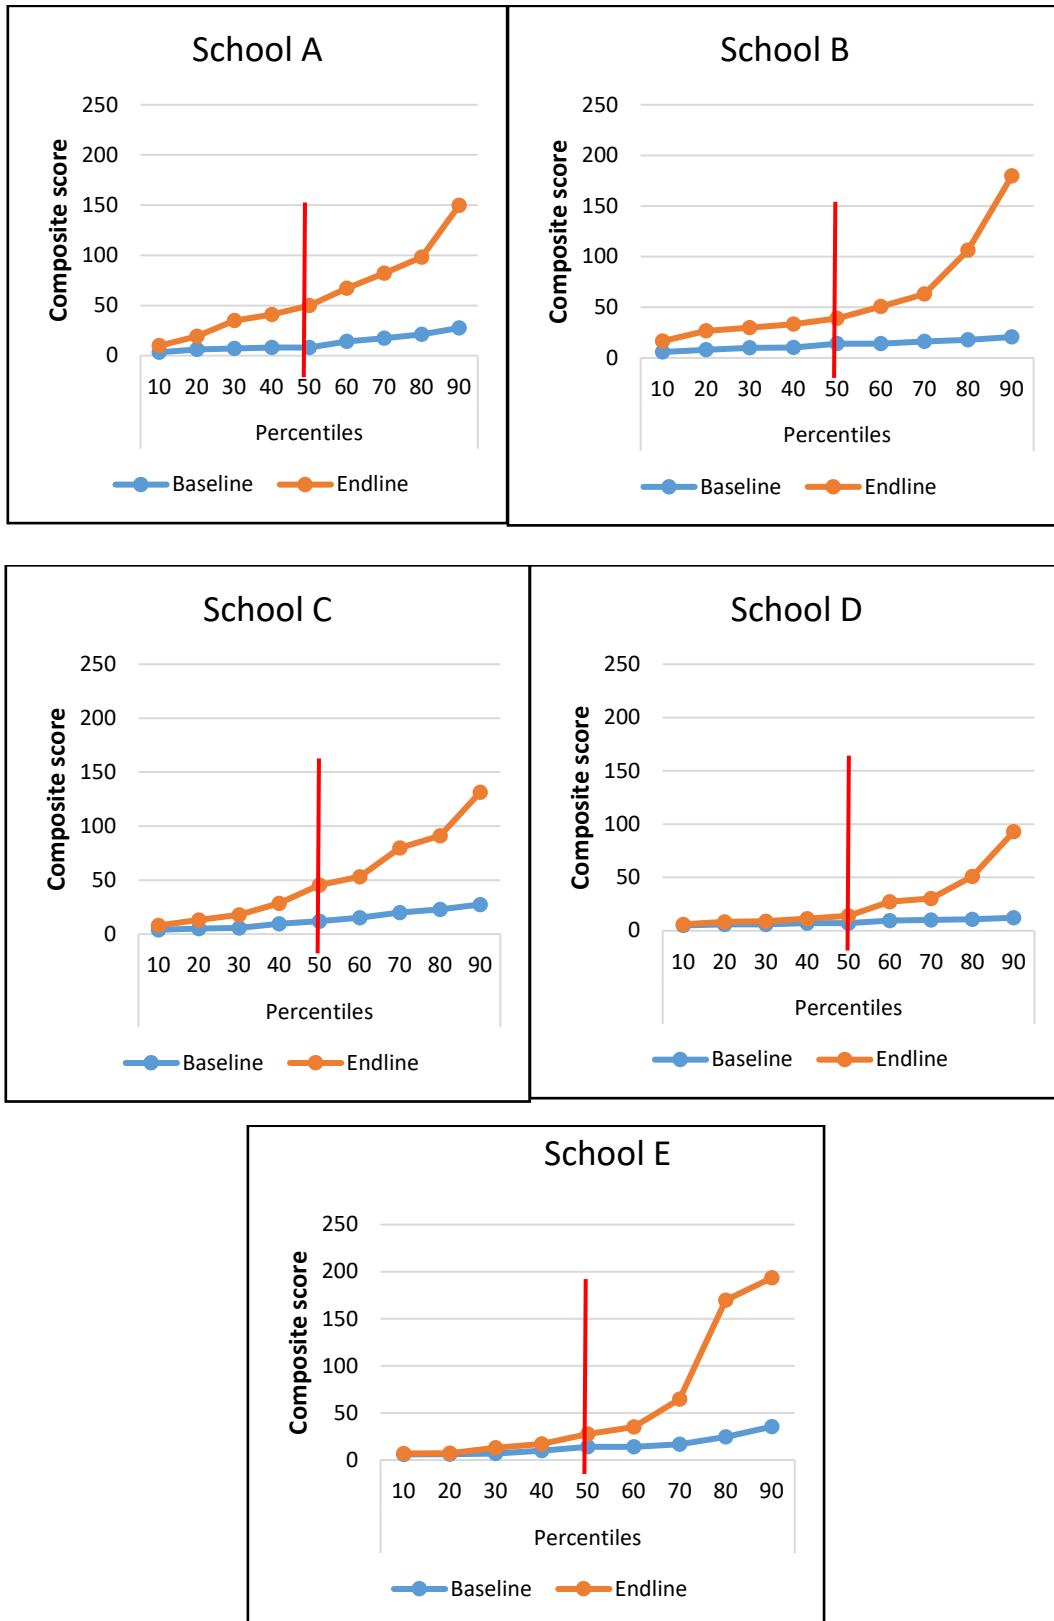 School A
250
200
150
100
50
0
Composite score
10 20 30 40 50 60 70 80 90
Percentiles
Baseline Endline
School B
250
200
150
100
50
0
Composite score
10 20 30 40 50 60 70 80 90
Percentiles
Baseline Endline
School C
250
200
150
100
50
0
Composite score
10 20 30 40 50 60 70 80 90
Percentiles
Baseline Endline
School D
250
200
150
100
50
0
Composite score
10 20 30 40 50 60 70 80 90
Percentiles
Baseline Endline
School E
250
200
150
100
50
0
Composite score
10 20 30 40 50 60 70 80 90
Percentiles
Baseline Endline